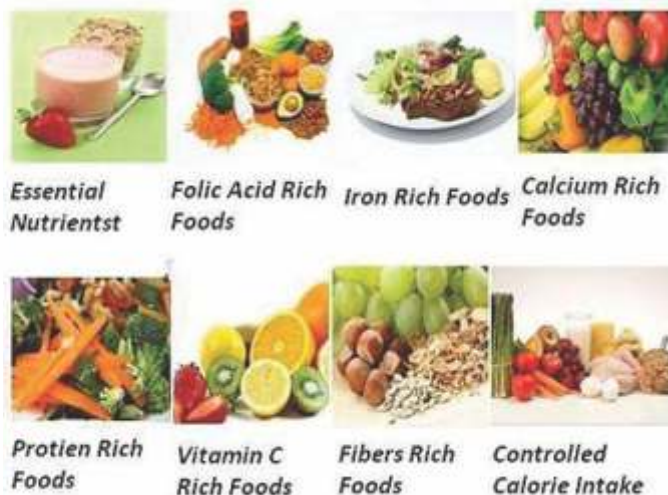 Essential
Nutrientst
Folic Acid Rich
Foods
Iron Rich Foods
Calcium Rich
Foods
Protien Rich
Foods
Vitamin C
Rich Foods
Fibers Rich
Foods
Controlled
Calorie Intake